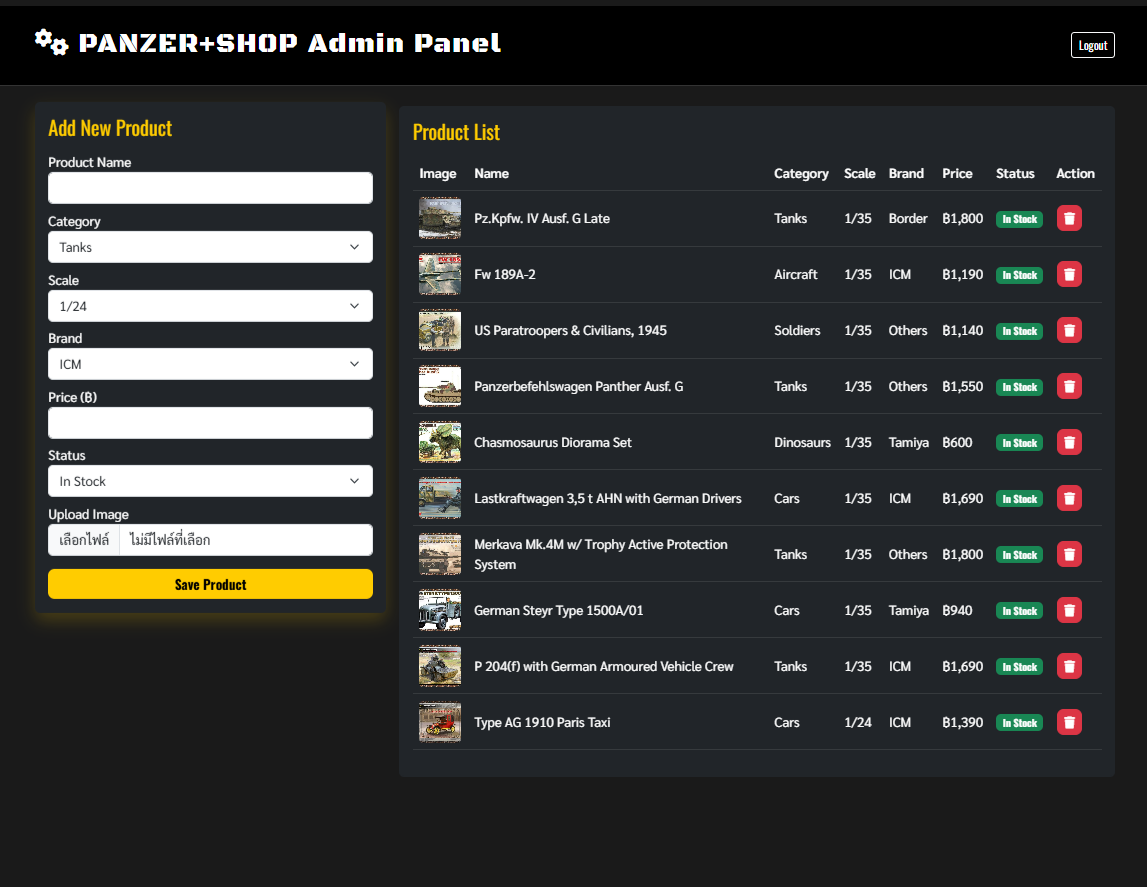 PANZER+SHOP Admin Panel
Logout
Add New Product
Product Name
Category
Tanks
Scale
1/24
Brand
ICM
Price (฿)
Status
In Stock
Upload Image
เลือกไฟล์ ไม่มีไฟล์ที่เลือก
Save Product
Product List
Image Name Category Scale Brand Price Status Action
Pz.Kpfw. IV Ausf. G Late Tanks 1/35 Border ฿1,800 In Stock
Fw 189A-2 Aircraft 1/35 ICM ฿1,190 In Stock
US Paratroopers & Civilians, 1945 Soldiers 1/35 Others ฿1,140 In Stock
Panzerbefehlswagen Panther Ausf. G Tanks 1/35 Others ฿1,550 In Stock
Chasmosaurus Diorama Set Dinosaurs 1/35 Tamiya ฿600 In Stock
Lastkraftwagen 3,5 t AHN with German Drivers Cars 1/35 ICM ฿1,690 In Stock
Merkava Mk.4M w/ Trophy Active Protection
System Tanks 1/35 Others ฿1,800 In Stock
German Steyr Type 1500A/01 Cars 1/35 Tamiya ฿940 In Stock
P 204(f) with German Armoured Vehicle Crew Tanks 1/35 ICM ฿1,690 In Stock
Type AG 1910 Paris Taxi Cars 1/24 ICM ฿1,390 In Stock